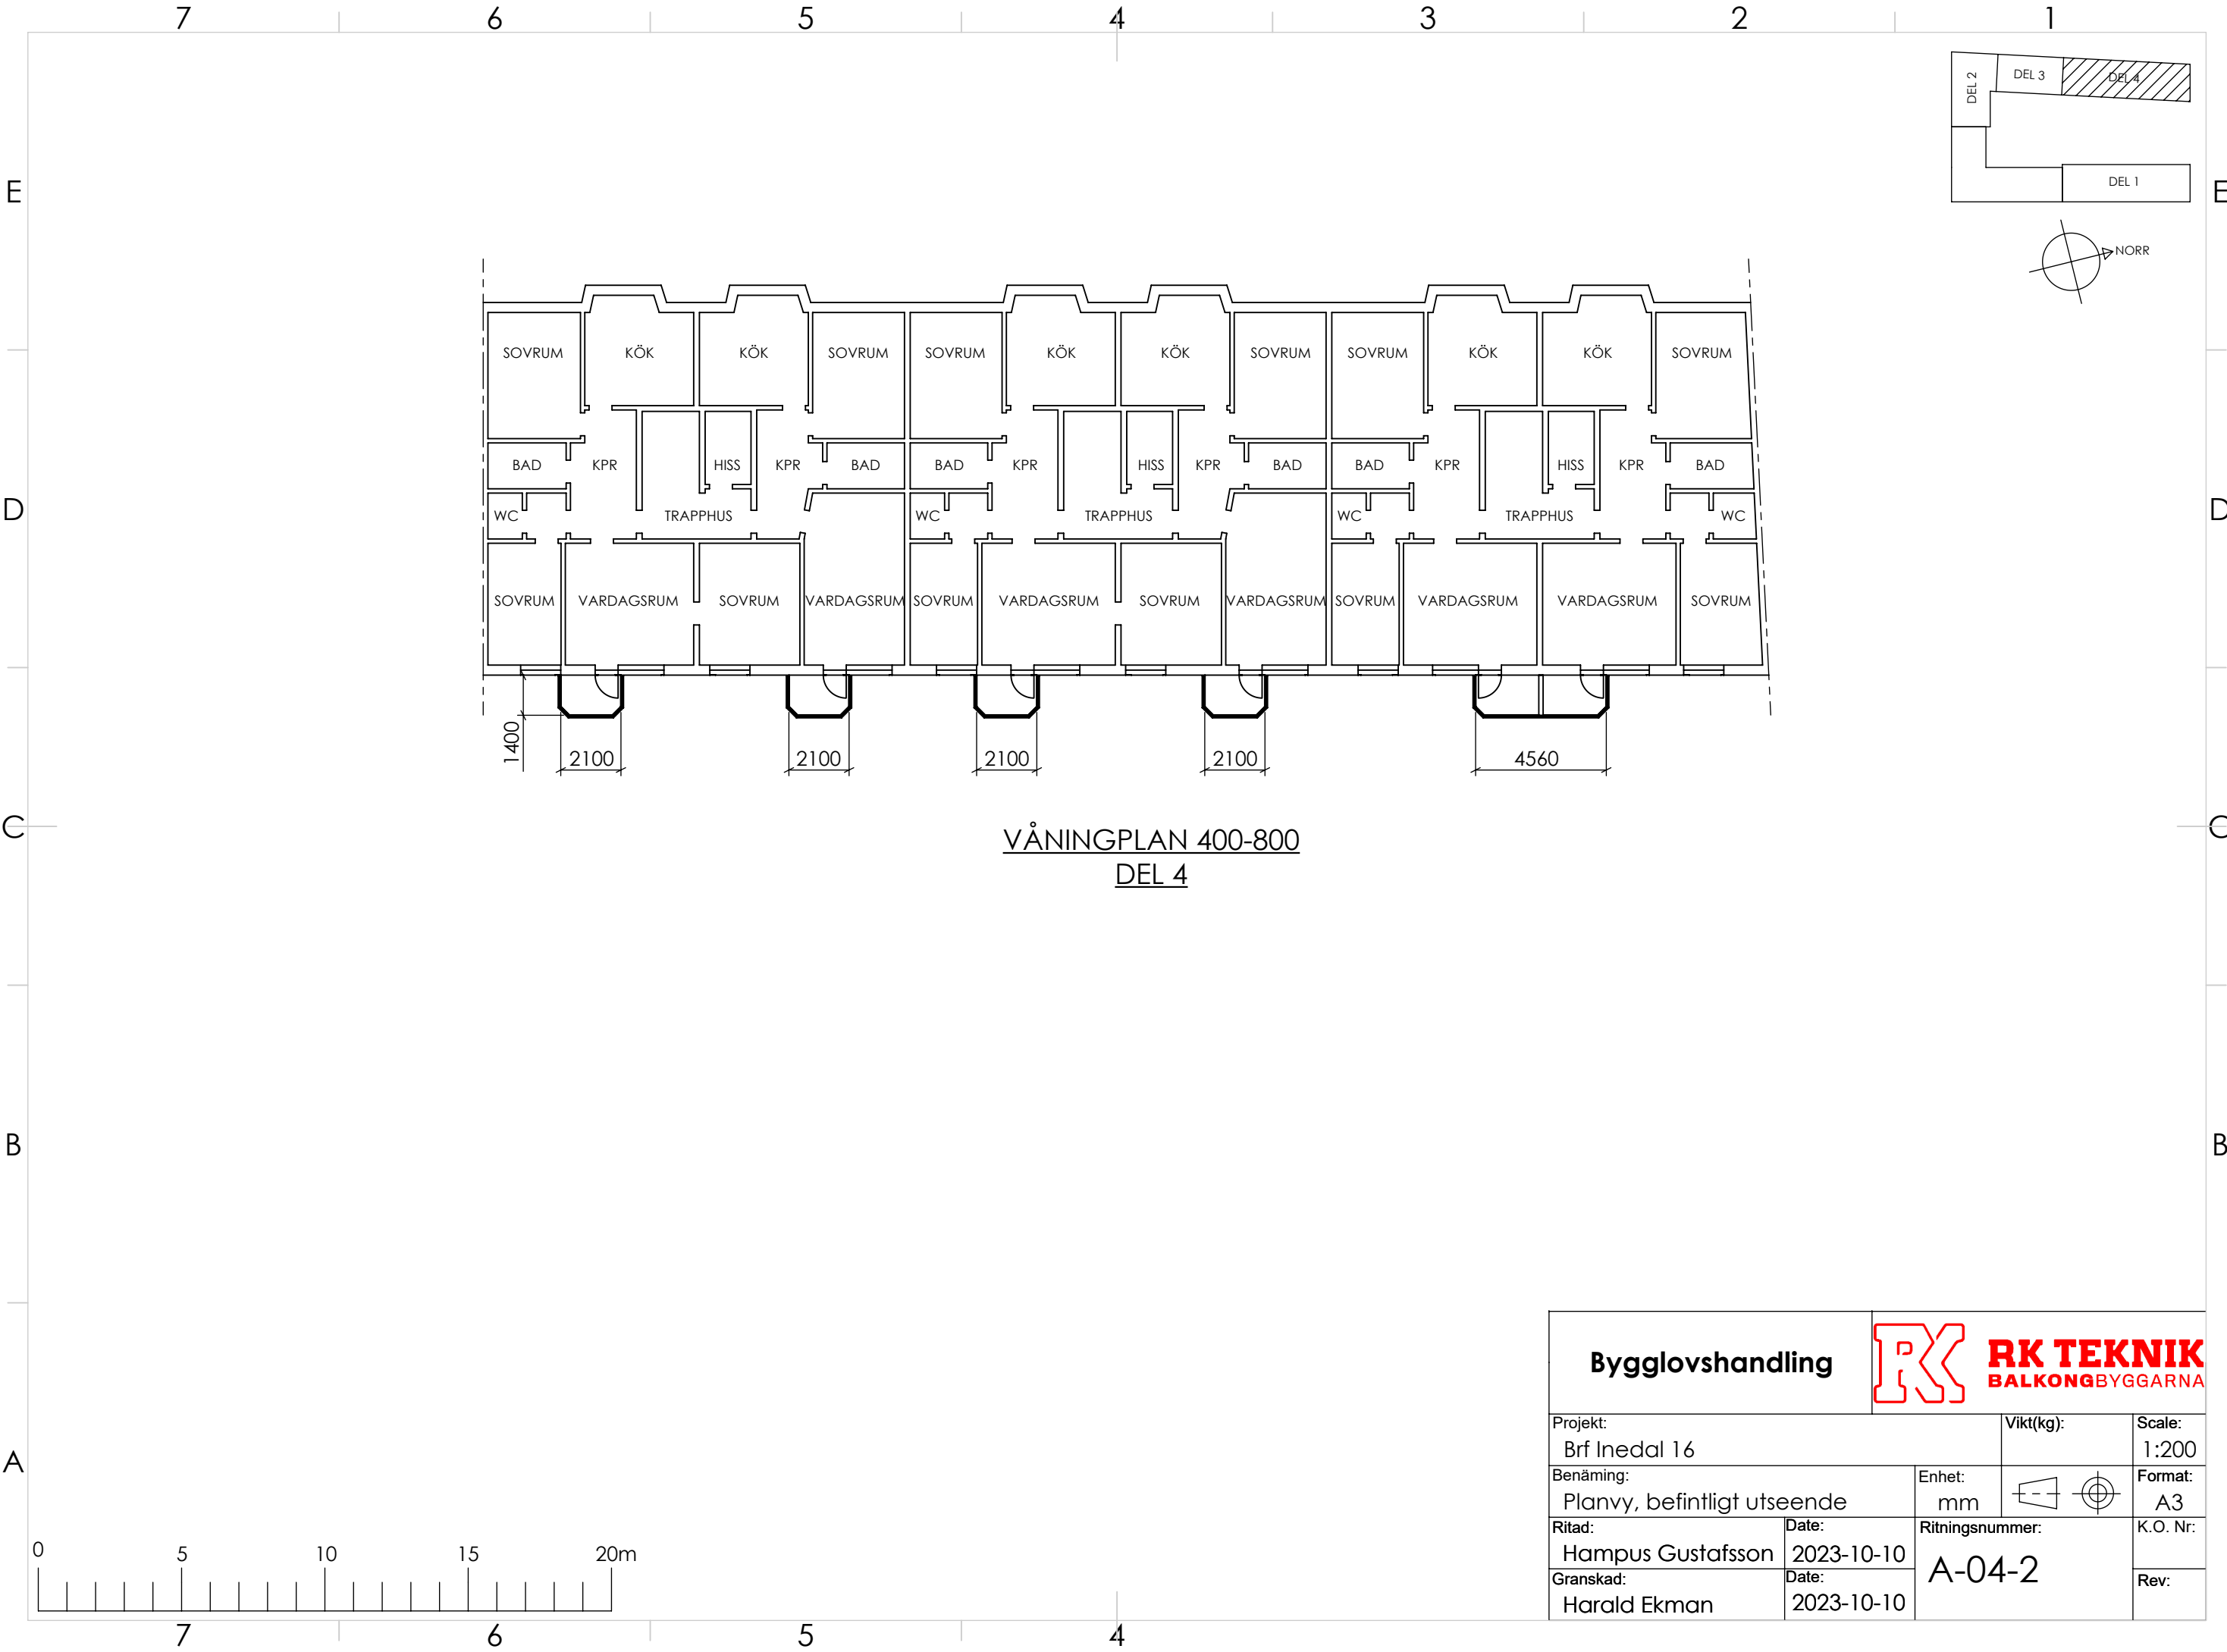 7 6 5 4 3 2 1
DEL 2
DEL 3
DEL 4
DEL 1
NORR
E E
SOVRUM KÖK KÖK SOVRUM SOVRUM KÖK KÖK SOVRUM SOVRUM KÖK KÖK SOVRUM
BAD KPR HISS KPR BAD BAD KPR HISS KPR BAD BAD KPR HISS KPR BAD
D D
WC TRAPPHUS WC TRAPPHUS WC TRAPPHUS WC
SOVRUM VARDAGSRUM SOVRUM VARDAGSRUM SOVRUM VARDAGSRUM SOVRUM VARDAGSRUM SOVRUM VARDAGSRUM VARDAGSRUM SOVRUM
1400
2100 2100 2100 2100 4560
C C
VÅNINGPLAN 400-800
DEL 4
B B
A
Bygglovshandling
RK
RK TEKNIK
BALKONGBYGGARNA
Projekt:
Brf Inedal 16
Vikt(kg):
Scale:
1:200
Benäming:
Planvy, befintligt utseende
Enhet:
mm
Format:
A3
Ritad:
Hampus Gustafsson
Date:
2023-10-10
Ritningsnummer:
A-04-2
K.O. Nr:
Granskad:
Harald Ekman
Date:
2023-10-10
Rev:
0 5 10 15 20m
7 6 5 4